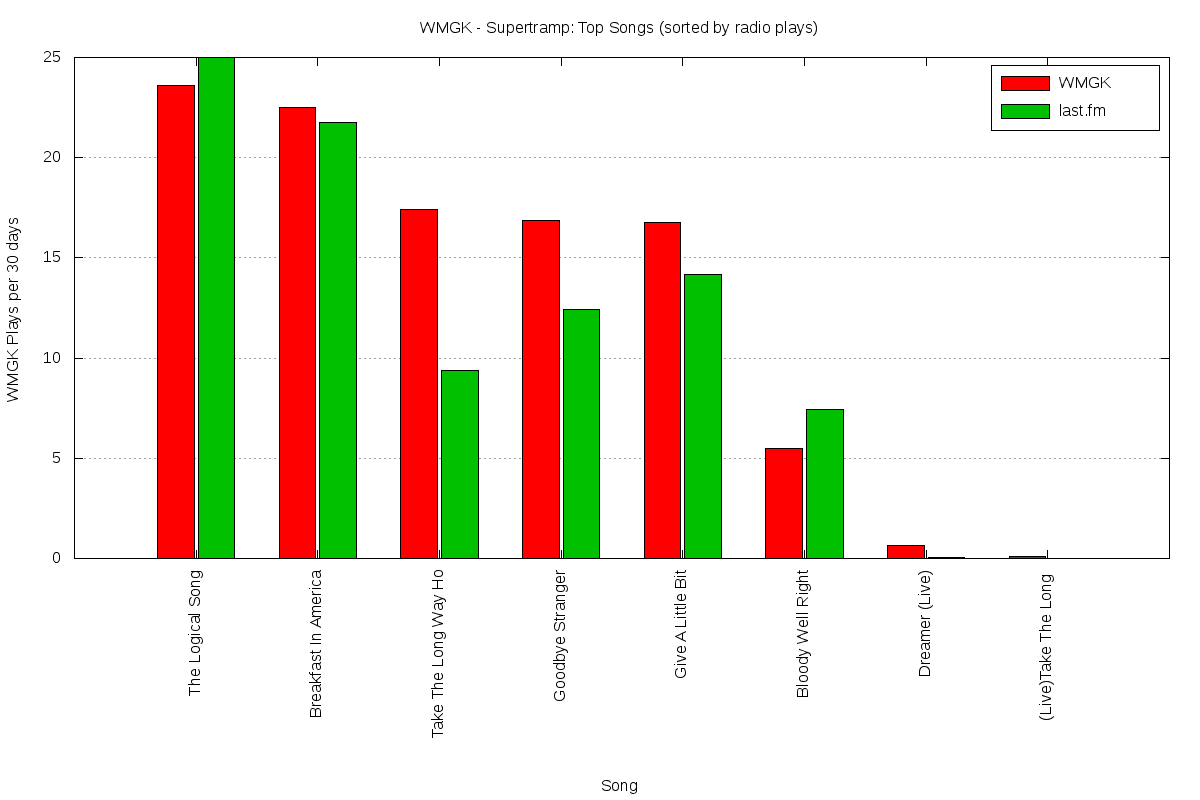 WMGK - Supertramp: Top Songs (sorted by radio plays)
WMGK
last.fm
25
20
15
10
5
0
WMGK Plays per 30 days
The Logical Song
Breakfast In America
Take The Long Way Ho
Goodbye Stranger
Give A Little Bit
Bloody Well Right
Dreamer (Live)
(Live)Take The Long
Song